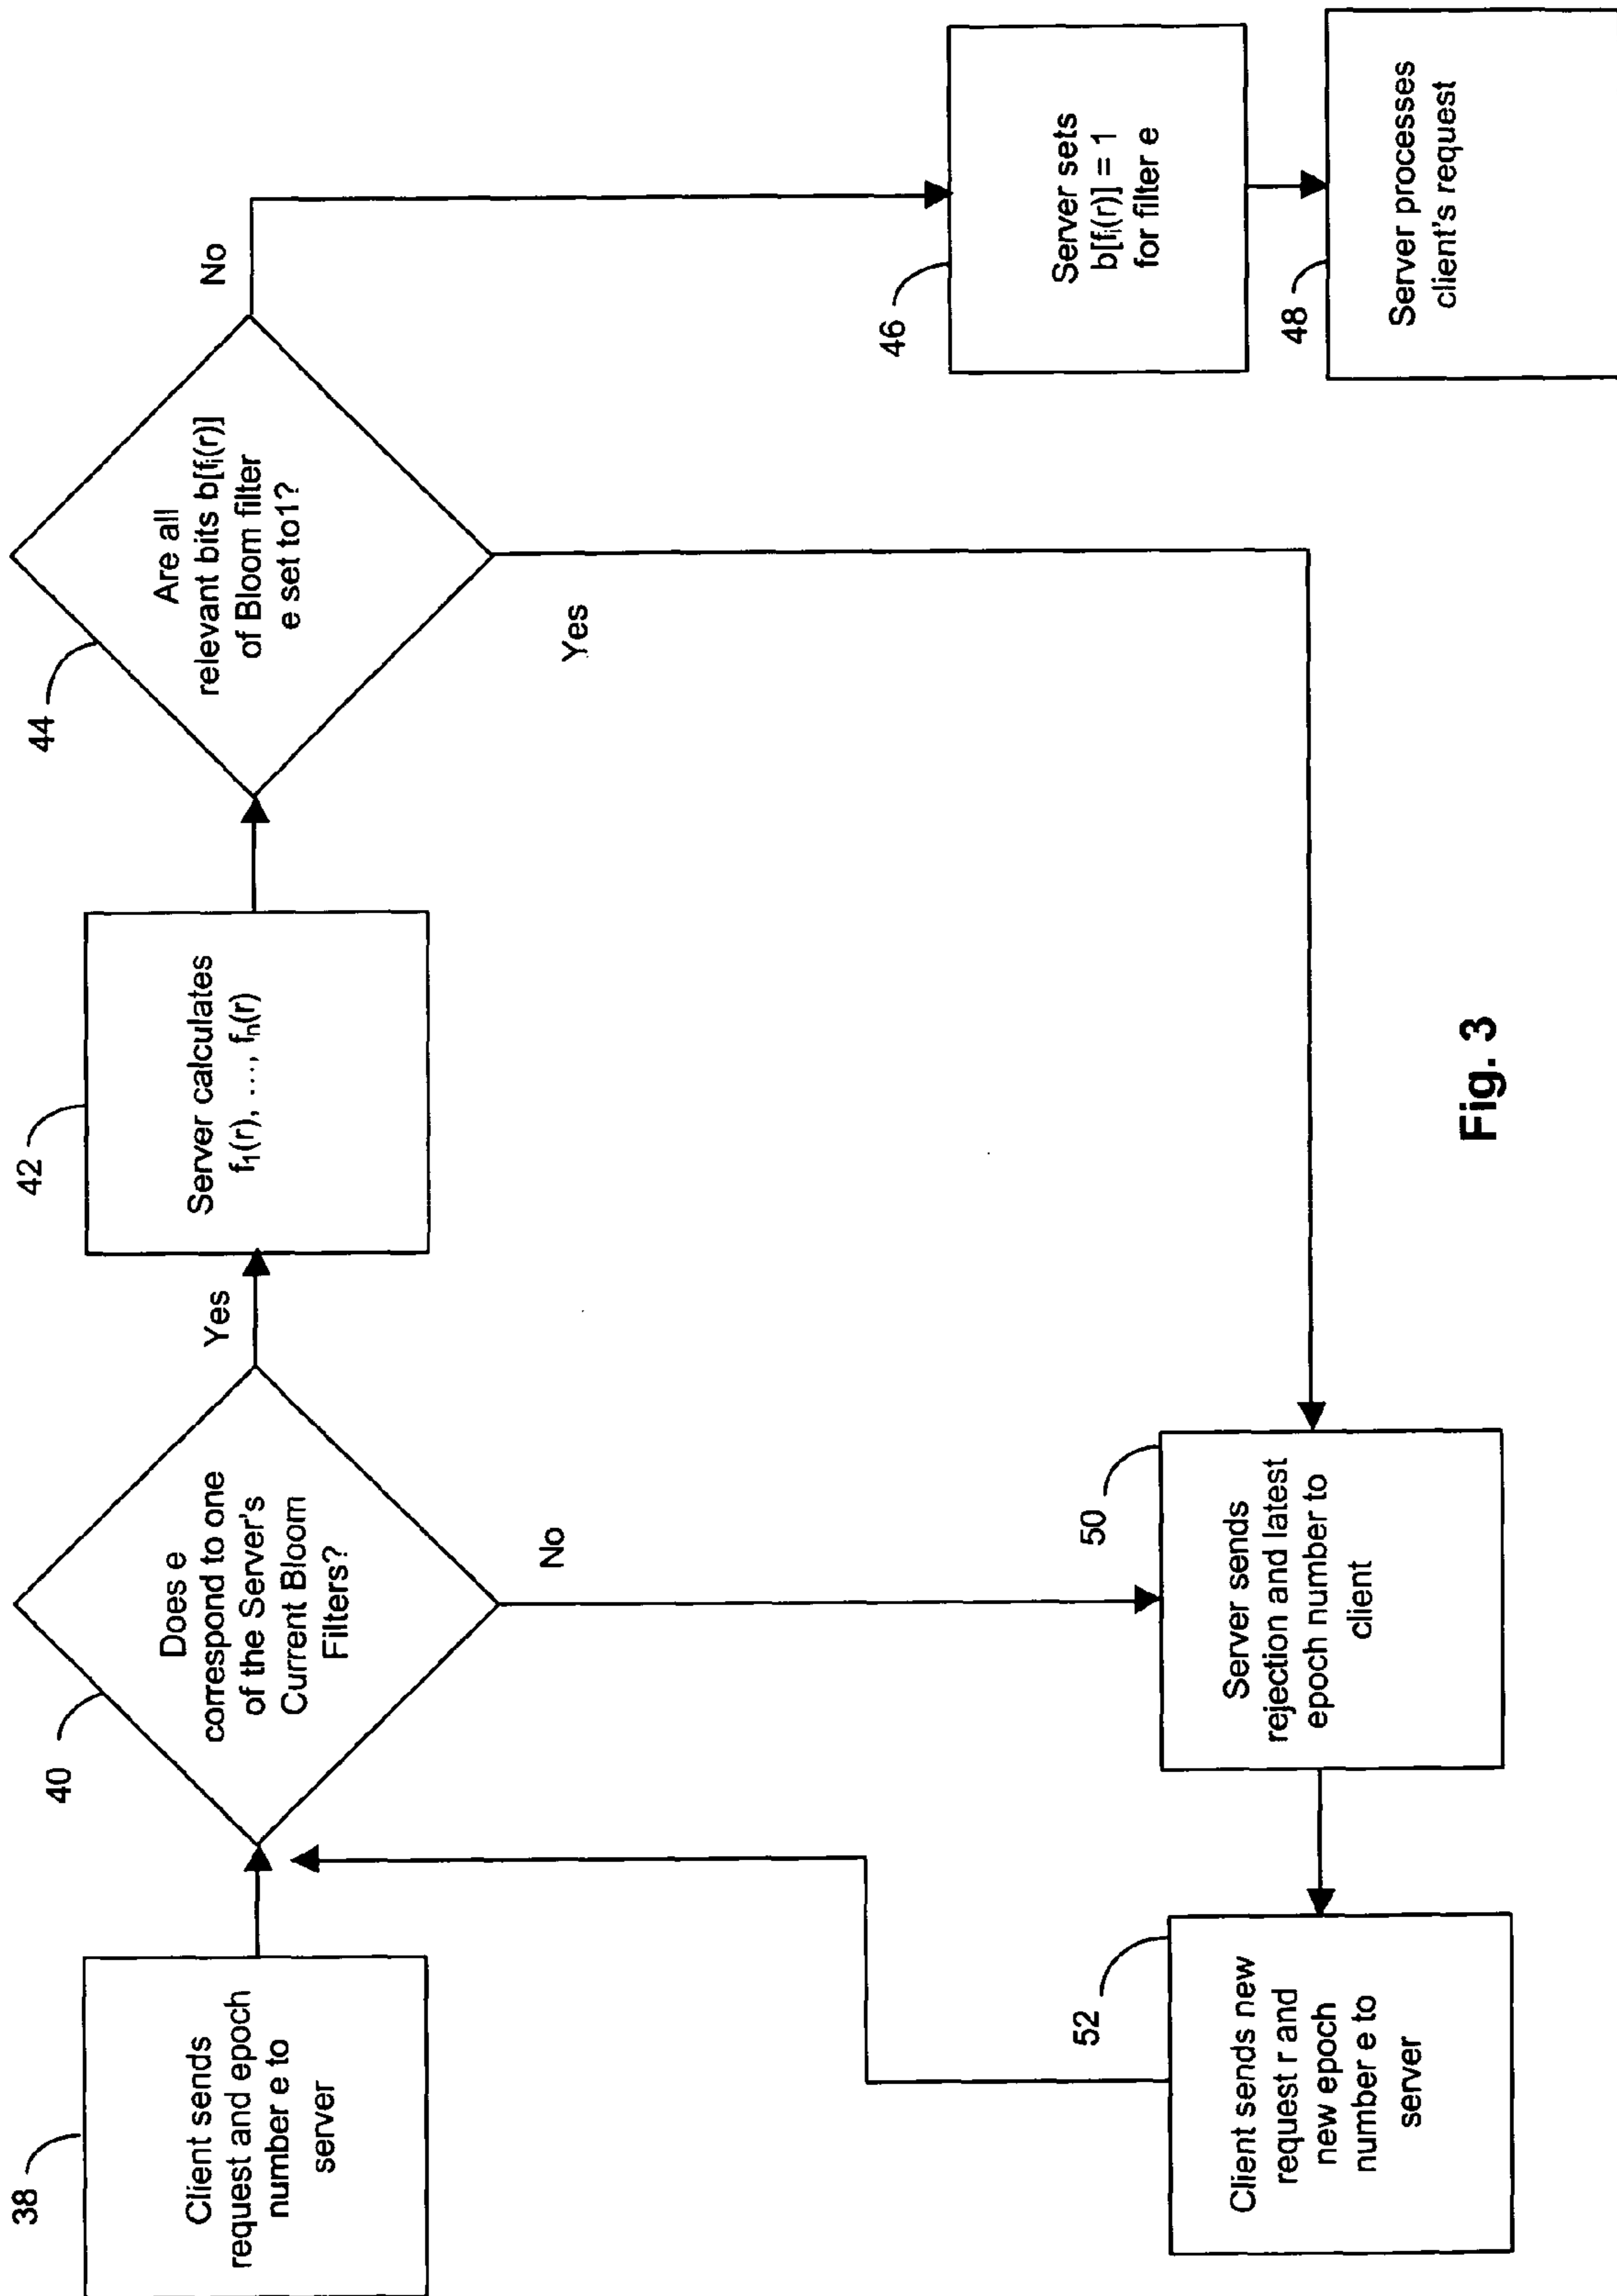 38
Client sends
request and epoch
number e to
server
40
Does e
correspond to one
of the Server's
Current Bloom
Filters?
Yes
No
42
Server calculates
f₁(r), ..., fₙ(r)
44
Are all
relevant bits b[fᵢ(r)]
of Bloom filter
e set to1?
No
Yes
46
Server sets
b[fᵢ(r)] = 1
for filter e
48
Server processes
client's request
50
Server sends
rejection and latest
epoch number to
client
52
Client sends new
request r and
new epoch
number e to
server
Fig. 3